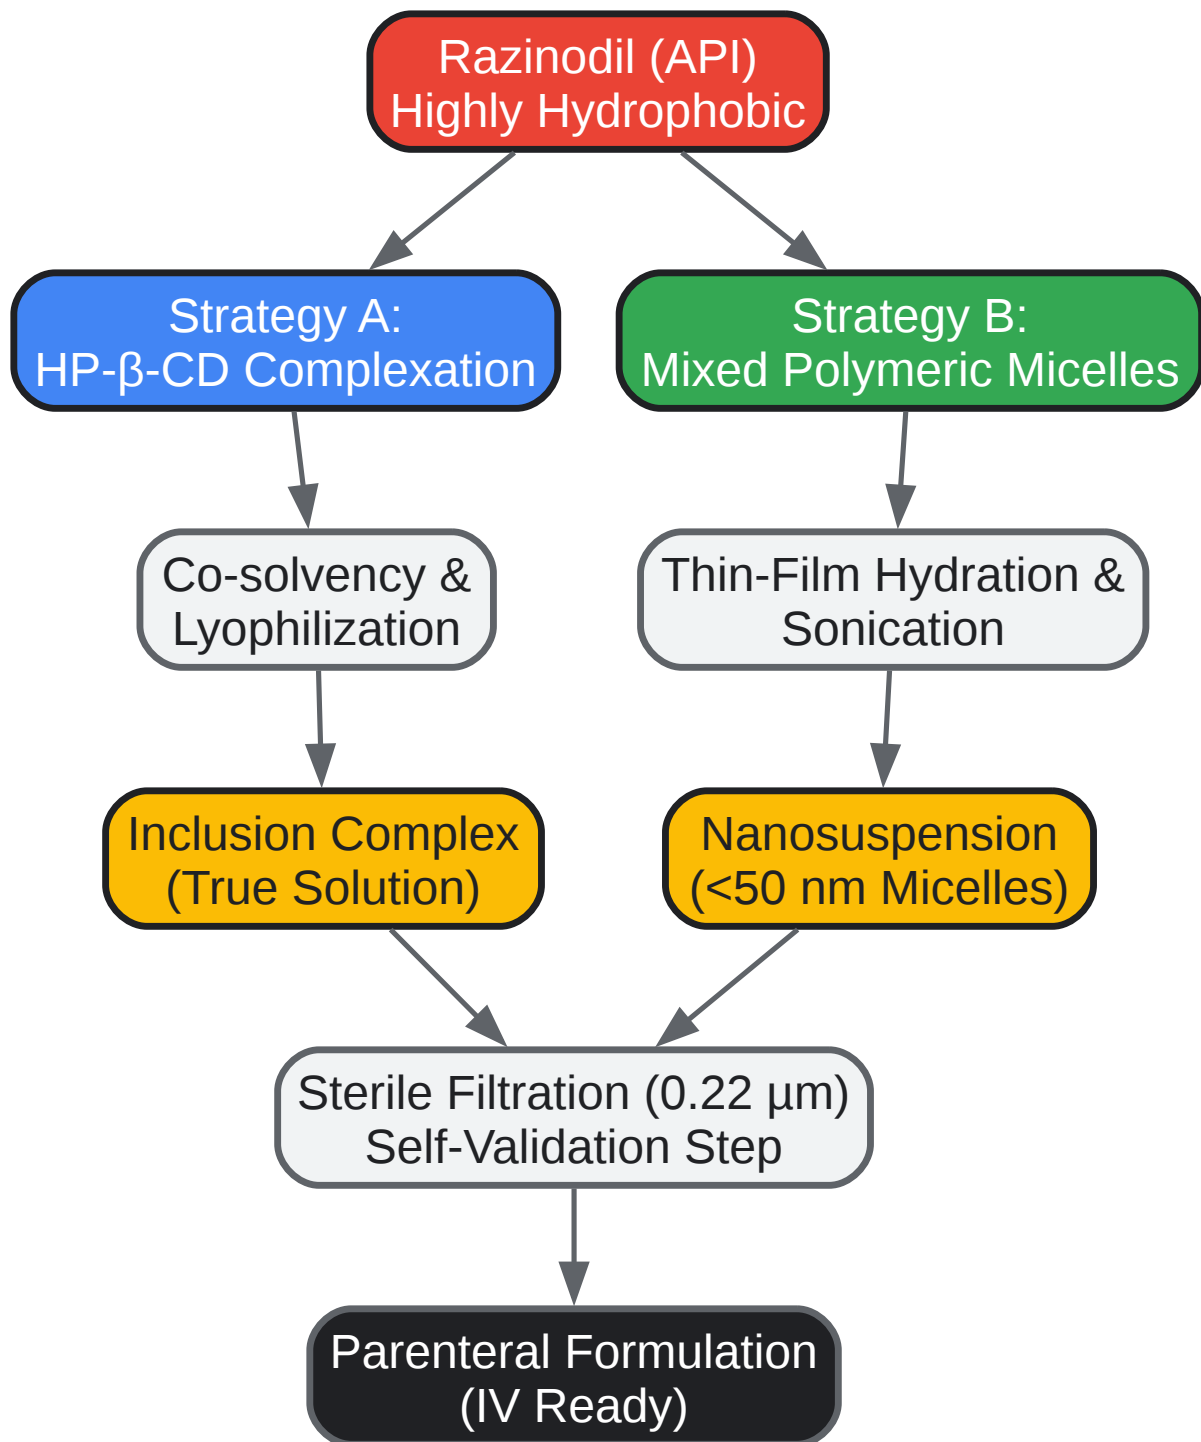 Razinodil (API)
Highly Hydrophobic
Strategy A:
HP-β-CD Complexation
Strategy B:
Mixed Polymeric Micelles
Co-solvency &
Lyophilization
Thin-Film Hydration &
Sonication
Inclusion Complex
(True Solution)
Nanosuspension
(<50 nm Micelles)
Sterile Filtration (0.22 µm)
Self-Validation Step
Parenteral Formulation
(IV Ready)